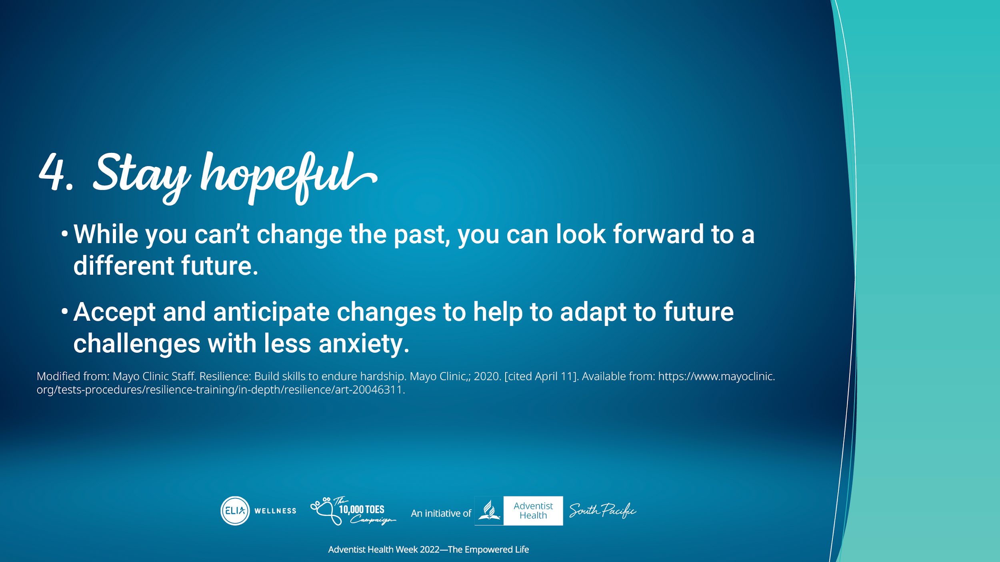 4. Stay hopeful
• While you can’t change the past, you can look forward to a
different future.
• Accept and anticipate changes to help to adapt to future
challenges with less anxiety.
Modified from: Mayo Clinic Staff. Resilience: Build skills to endure hardship. Mayo Clinic,; 2020. [cited April 11]. Available from: https://www.mayoclinic.
org/tests-procedures/resilience-training/in-depth/resilience/art-20046311.
ELIA WELLNESS
The
10,000 TOES
Campaign
An initiative of
Adventist
Health
South Pacific
Adventist Health Week 2022—The Empowered Life